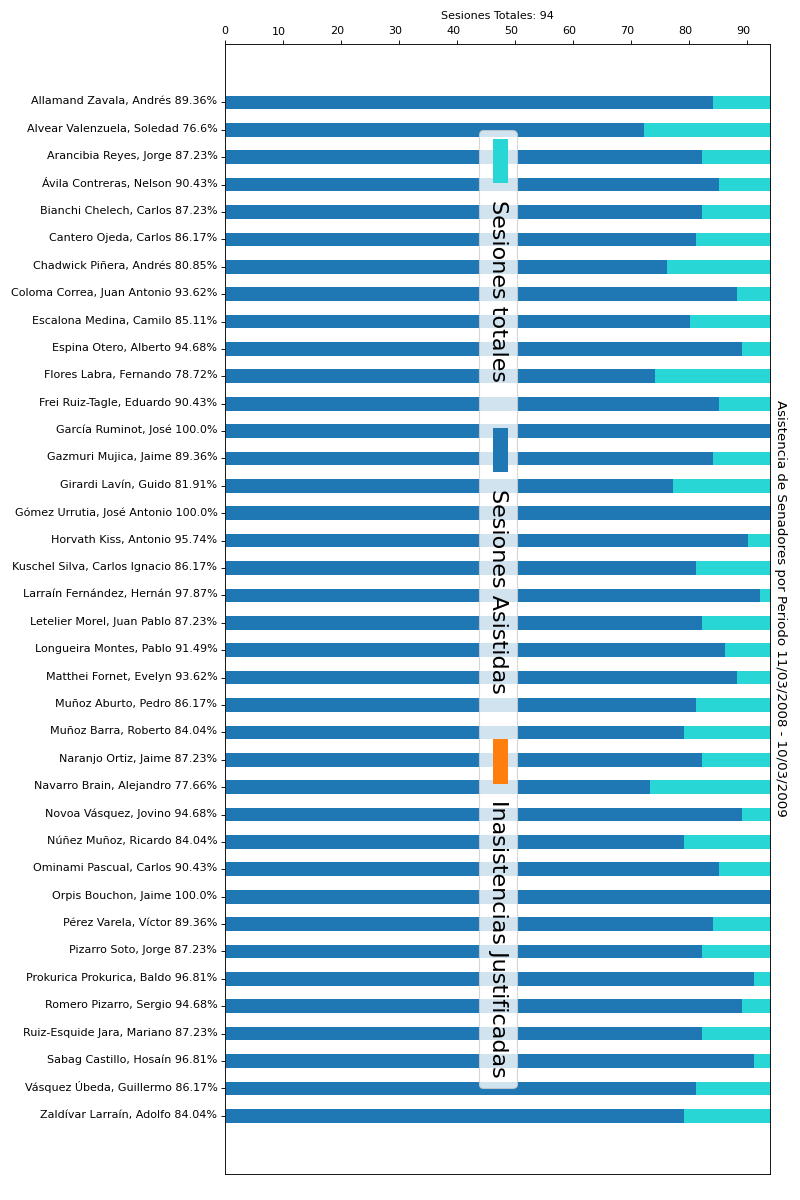 Sesiones Totales: 94
0 10 20 30 40 50 60 70 80 90
Allamand Zavala, Andrés 89.36%
Alvear Valenzuela, Soledad 76.6%
Arancibia Reyes, Jorge 87.23%
Ávila Contreras, Nelson 90.43%
Bianchi Chelech, Carlos 87.23%
Cantero Ojeda, Carlos 86.17%
Chadwick Piñera, Andrés 80.85%
Coloma Correa, Juan Antonio 93.62%
Escalona Medina, Camilo 85.11%
Espina Otero, Alberto 94.68%
Flores Labra, Fernando 78.72%
Frei Ruiz-Tagle, Eduardo 90.43%
García Ruminot, José 100.0%
Gazmuri Mujica, Jaime 89.36%
Girardi Lavín, Guido 81.91%
Gómez Urrutia, José Antonio 100.0%
Horvath Kiss, Antonio 95.74%
Kuschel Silva, Carlos Ignacio 86.17%
Larraín Fernández, Hernán 97.87%
Letelier Morel, Juan Pablo 87.23%
Longueira Montes, Pablo 91.49%
Matthei Fornet, Evelyn 93.62%
Muñoz Aburto, Pedro 86.17%
Muñoz Barra, Roberto 84.04%
Naranjo Ortiz, Jaime 87.23%
Navarro Brain, Alejandro 77.66%
Novoa Vásquez, Jovino 94.68%
Núñez Muñoz, Ricardo 84.04%
Ominami Pascual, Carlos 90.43%
Orpis Bouchon, Jaime 100.0%
Pérez Varela, Víctor 89.36%
Pizarro Soto, Jorge 87.23%
Prokurica Prokurica, Baldo 96.81%
Romero Pizarro, Sergio 94.68%
Ruiz-Esquide Jara, Mariano 87.23%
Sabag Castillo, Hosaín 96.81%
Vásquez Úbeda, Guillermo 86.17%
Zaldívar Larraín, Adolfo 84.04%
Sesiones totales
Sesiones Asistidas
Inasistencias Justificadas
Asistencia de Senadores por Periodo 11/03/2008 - 10/03/2009